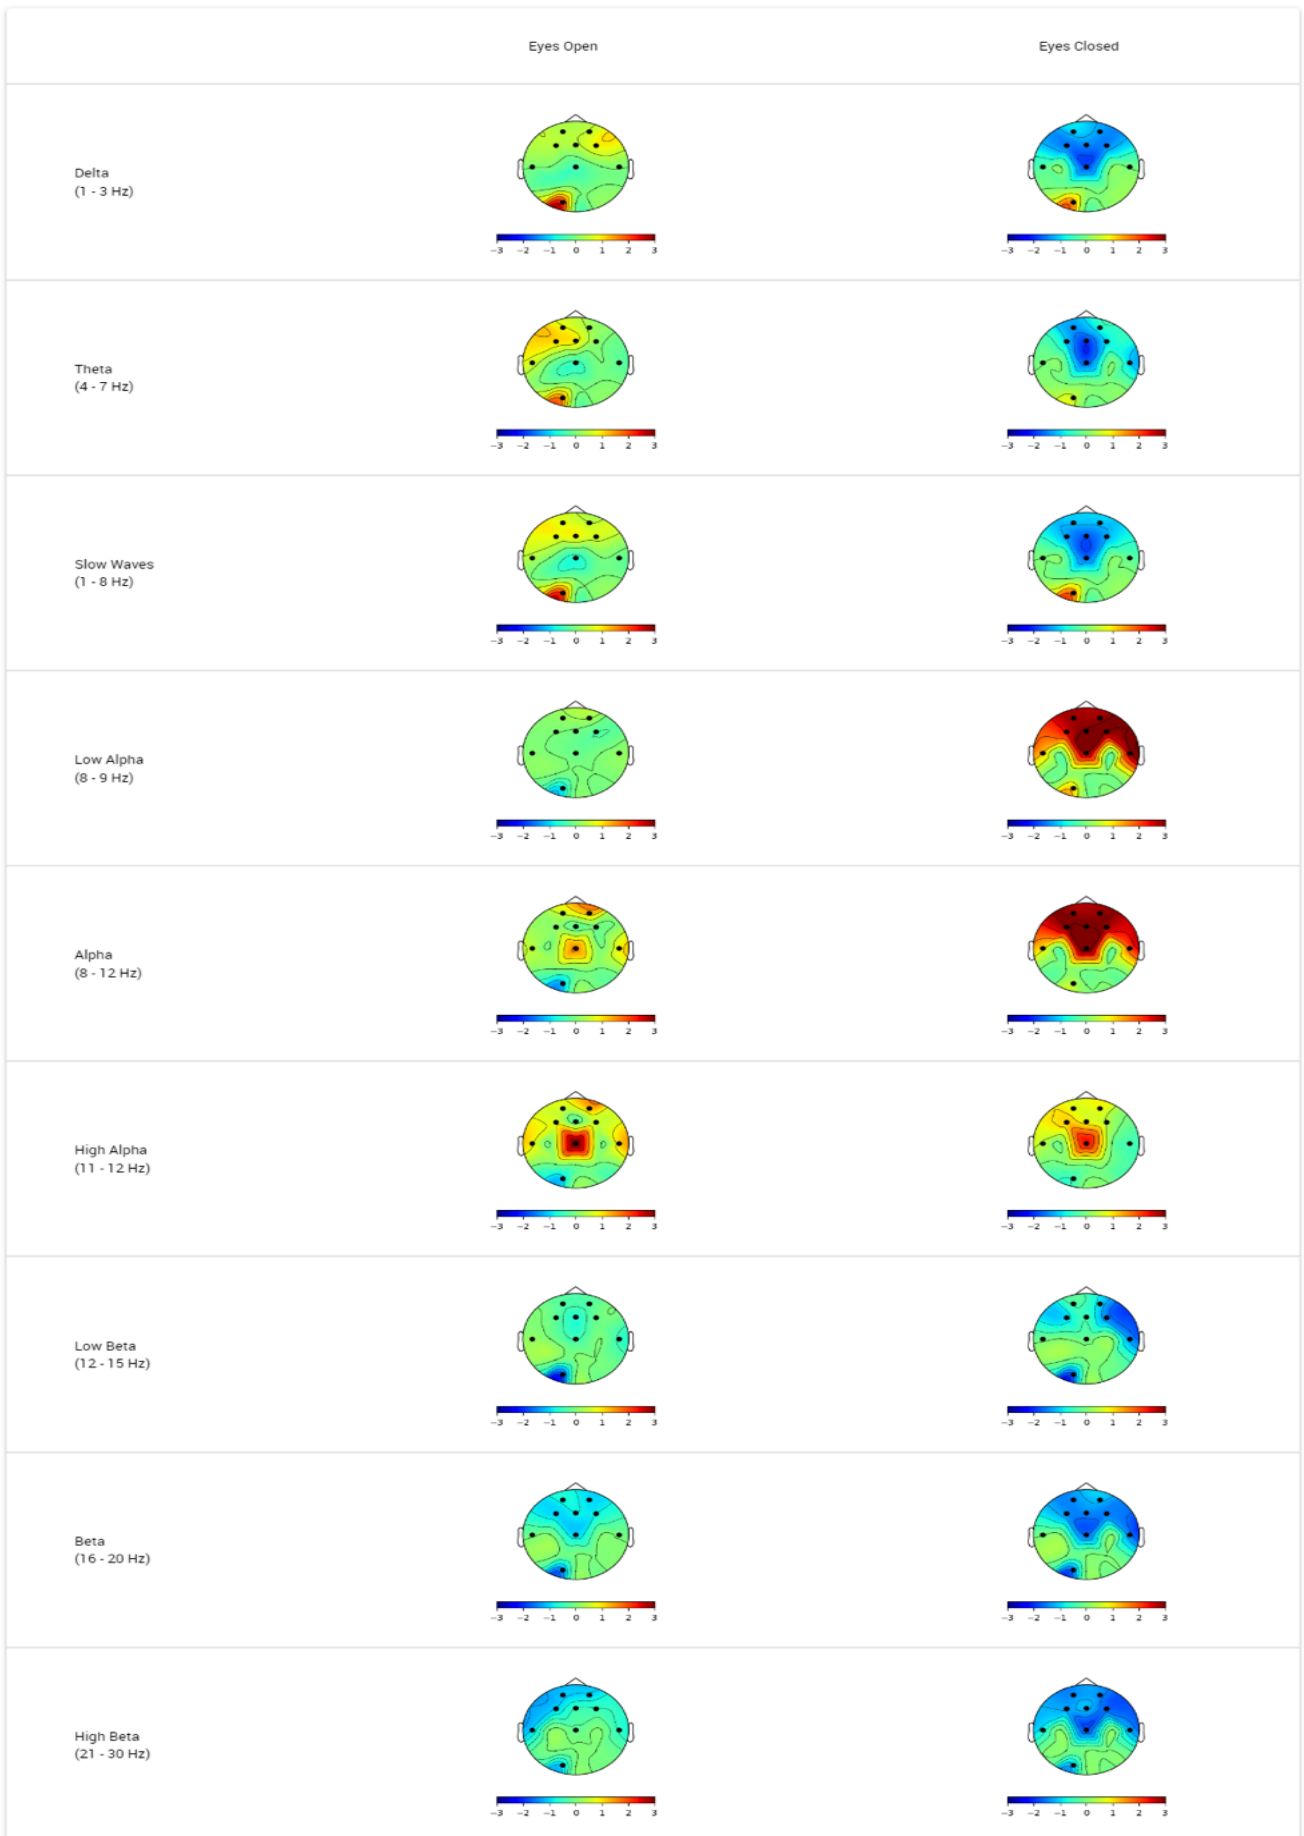 Eyes Open
Eyes Closed
Delta
(1 - 3 Hz)
−3 −2 −1 0 1 2 3
−3 −2 −1 0 1 2 3
Theta
(4 - 7 Hz)
−3 −2 −1 0 1 2 3
−3 −2 −1 0 1 2 3
Slow Waves
(1 - 8 Hz)
−3 −2 −1 0 1 2 3
−3 −2 −1 0 1 2 3
Low Alpha
(8 - 9 Hz)
−3 −2 −1 0 1 2 3
−3 −2 −1 0 1 2 3
Alpha
(8 - 12 Hz)
−3 −2 −1 0 1 2 3
−3 −2 −1 0 1 2 3
High Alpha
(11 - 12 Hz)
−3 −2 −1 0 1 2 3
−3 −2 −1 0 1 2 3
Low Beta
(12 - 15 Hz)
−3 −2 −1 0 1 2 3
−3 −2 −1 0 1 2 3
Beta
(16 - 20 Hz)
−3 −2 −1 0 1 2 3
−3 −2 −1 0 1 2 3
High Beta
(21 - 30 Hz)
−3 −2 −1 0 1 2 3
−3 −2 −1 0 1 2 3